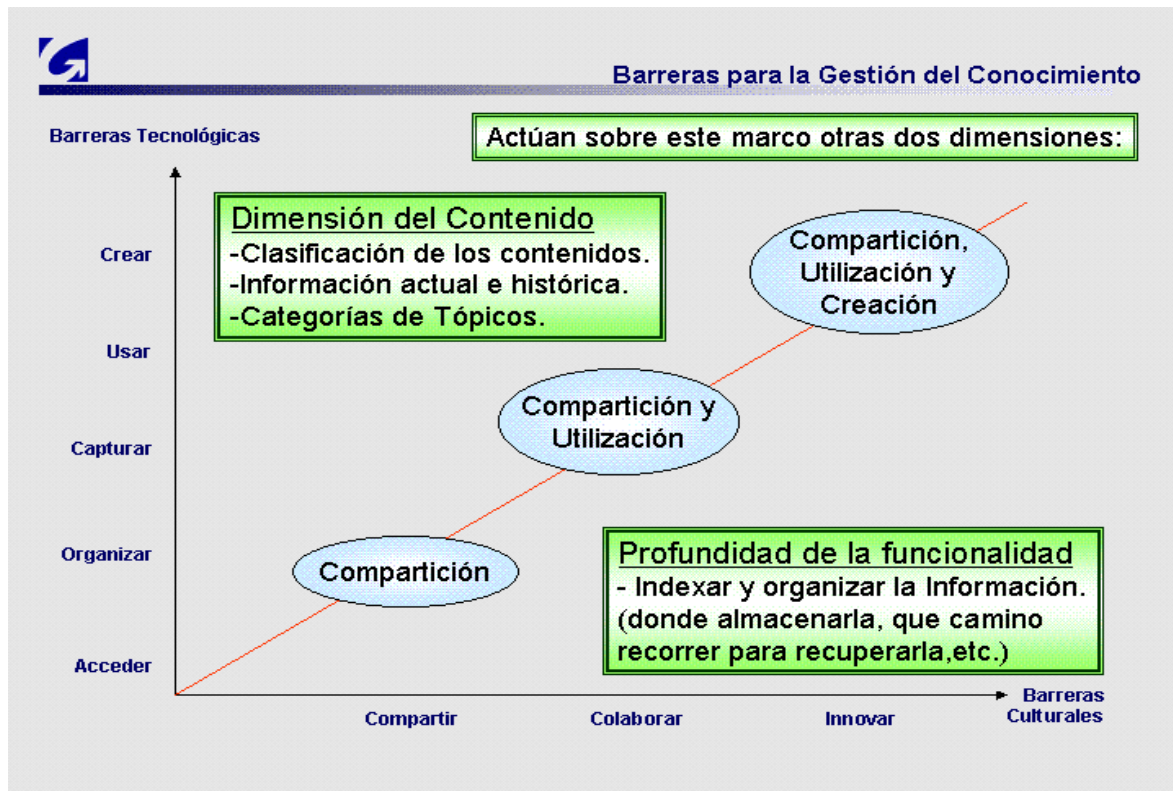 Barreras para la Gestión del Conocimiento
Barreras Tecnológicas
Actúan sobre este marco otras dos dimensiones:
Dimensión del Contenido
-Clasificación de los contenidos.
-Información actual e histórica.
-Categorías de Tópicos.
Compartición,
Utilización y
Creación
Crear
Usar
Compartición y
Utilización
Capturar
Organizar
Compartición
Profundidad de la funcionalidad
- Indexar y organizar la Información.
(donde almacenarla, que camino
recorrer para recuperarla,etc.)
Acceder
Compartir
Colaborar
Innovar
Barreras
Culturales